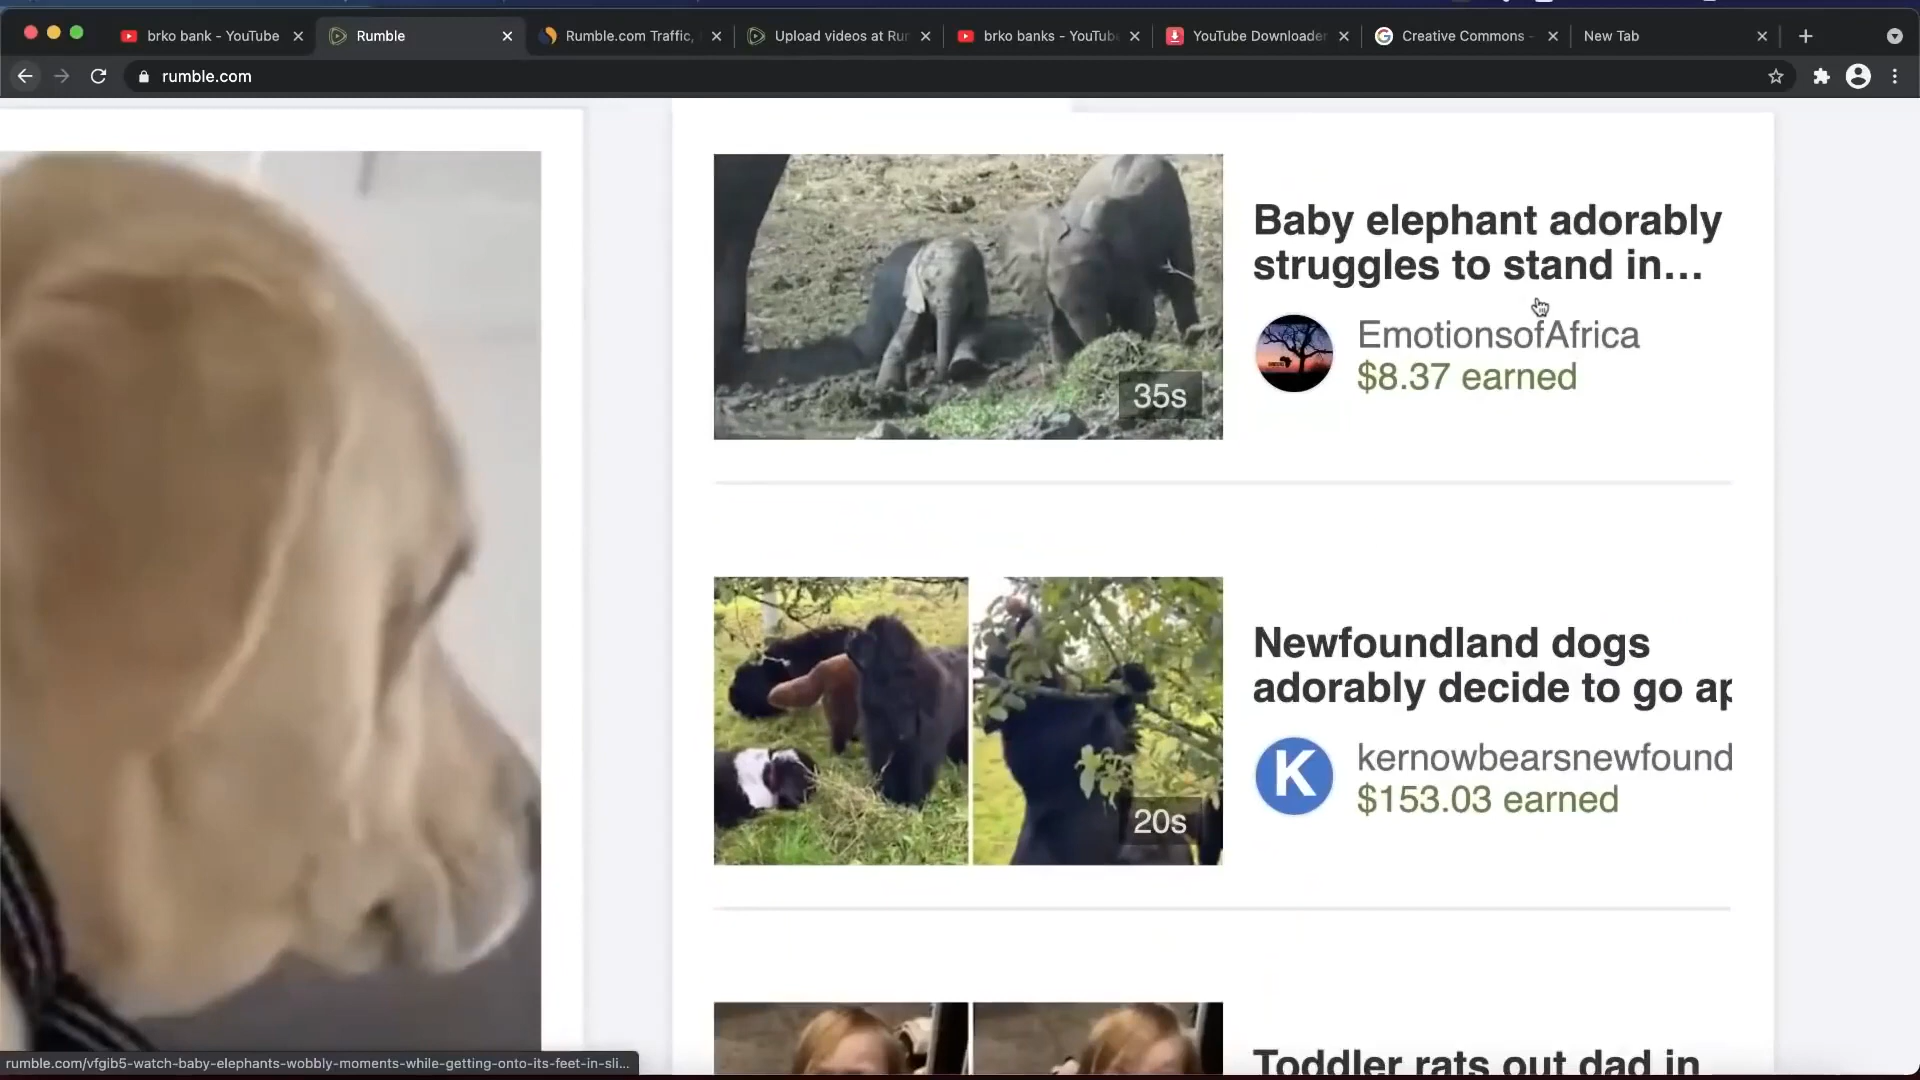 brko bank - YouTube
Rumble
Rumble.com Traffic,
Upload videos at Rum
brko banks - YouTube
YouTube Downloader
Creative Commons -
New Tab
rumble.com
Baby elephant adorably
struggles to stand in...
EmotionsofAfrica
$8.37 earned
35s
Newfoundland dogs
adorably decide to go ap
K
kernowbearsnewfound
$153.03 earned
20s
Toddler rats out dad in
rumble.com/vfgib5-watch-baby-elephants-wobbly-moments-while-getting-onto-its-feet-in-sli...